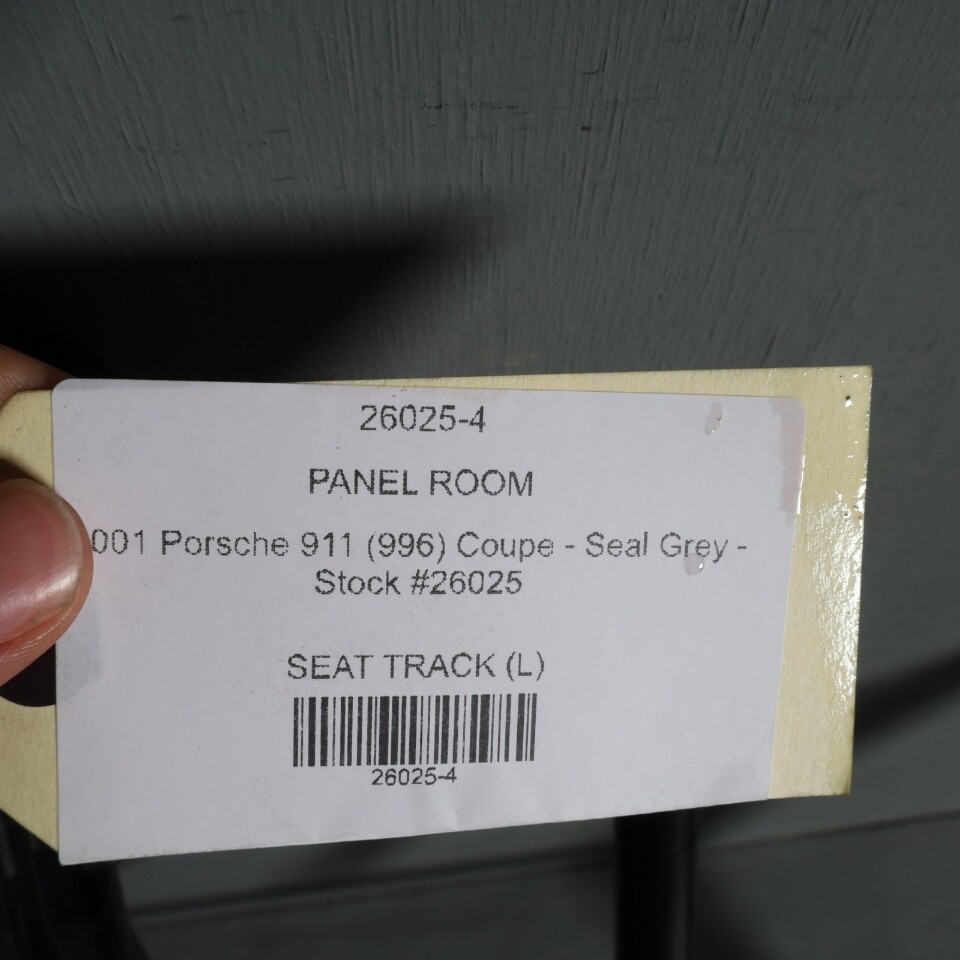 26025-4
PANEL ROOM
001 Porsche 911 (996) Coupe - Seal Grey -
Stock #26025
SEAT TRACK (L)
26025-4